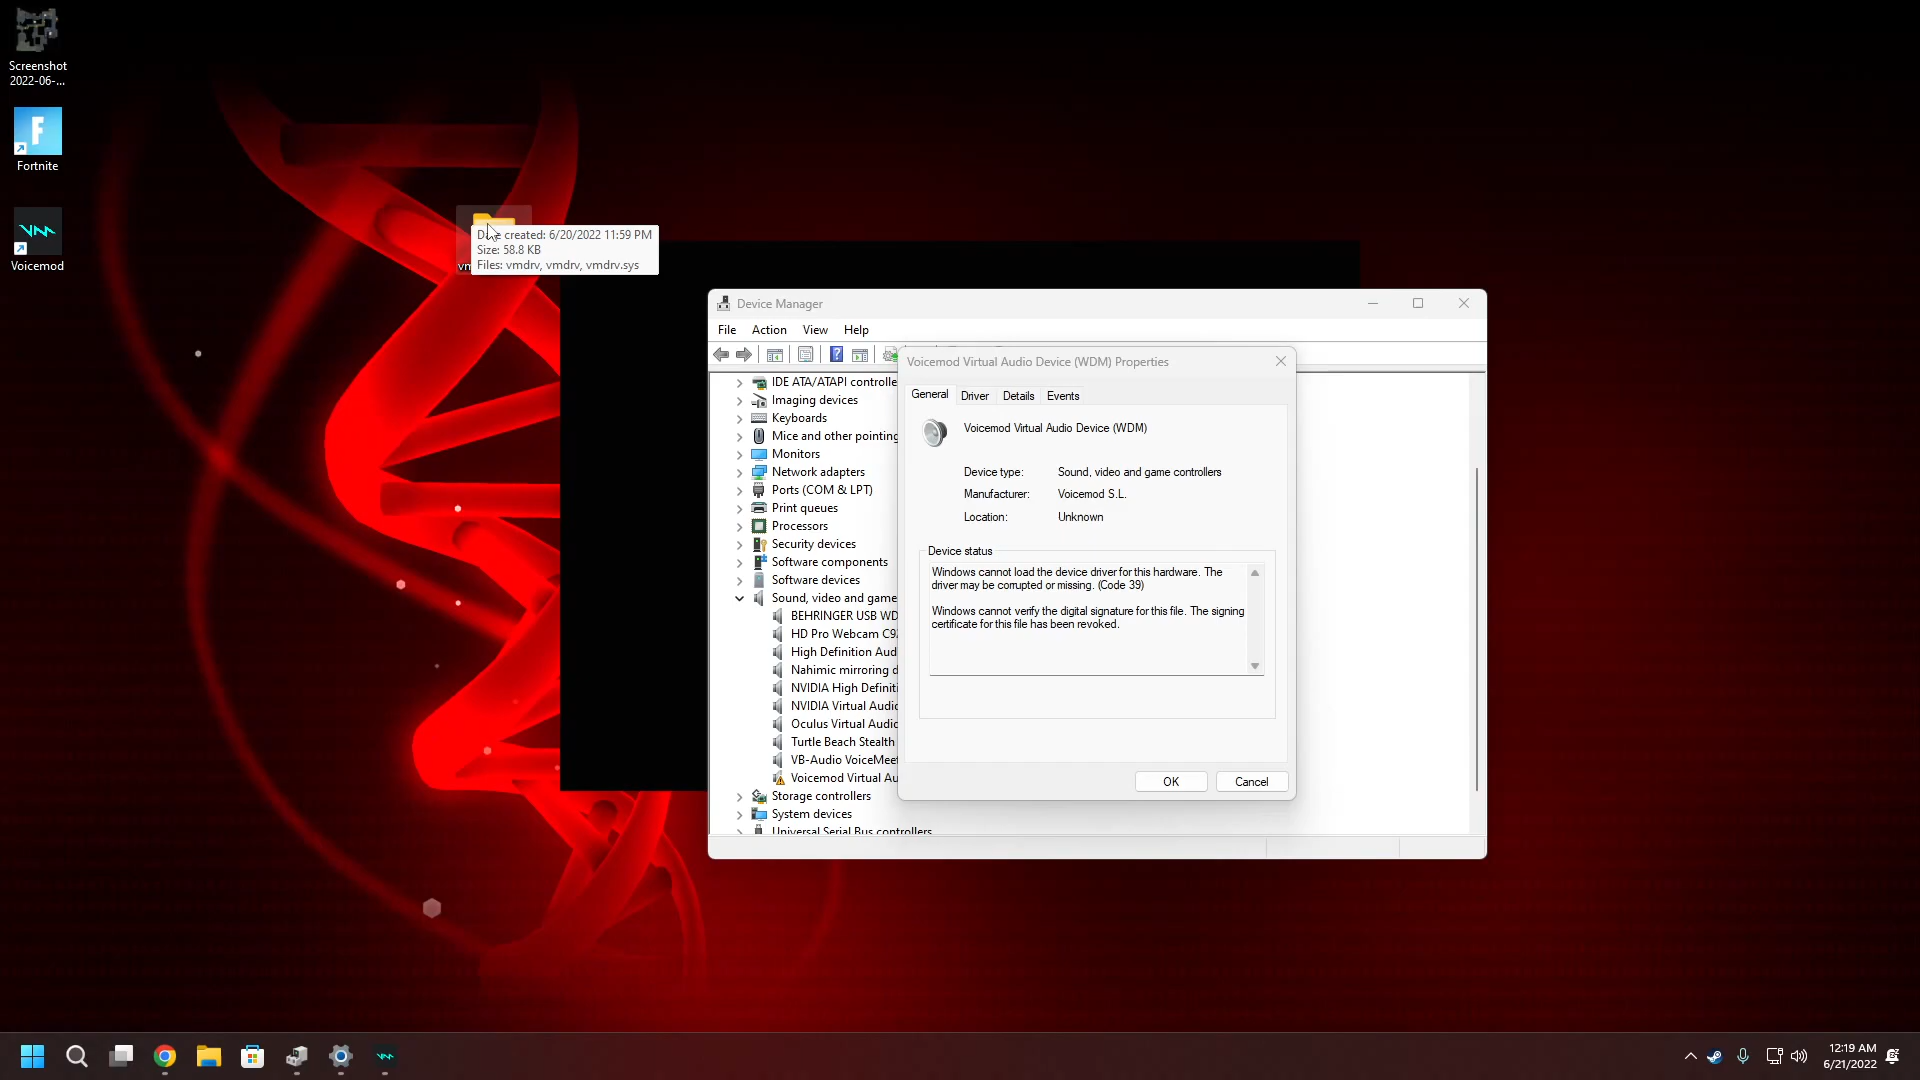 Screenshot
2022-06-...
Fortnite
Voicemod
Date created: 6/20/2022 11:59 PM
Size: 58.8 KB
Files: vmdrv, vmdrv, vmdrv.sys
Device Manager
File Action View Help
IDE ATA/ATAPI controlle
Imaging devices
Keyboards
Mice and other pointing
Monitors
Network adapters
Ports (COM & LPT)
Print queues
Processors
Security devices
Software components
Software devices
Sound, video and game
BEHRINGER USB WD
HD Pro Webcam C9
High Definition Aud
Nahimic mirroring d
NVIDIA High Definiti
NVIDIA Virtual Audio
Oculus Virtual Audio
Turtle Beach Stealth
VB-Audio VoiceMee
Voicemod Virtual Au
Storage controllers
System devices
Universal Serial Bus controllers
Voicemod Virtual Audio Device (WDM) Properties
General Driver Details Events
Voicemod Virtual Audio Device (WDM)
Device type: Sound, video and game controllers
Manufacturer: Voicemod S.L.
Location: Unknown
Device status
Windows cannot load the device driver for this hardware. The
driver may be corrupted or missing. (Code 39)
Windows cannot verify the digital signature for this file. The signing
certificate for this file has been revoked.
OK Cancel
12:19 AM
6/21/2022